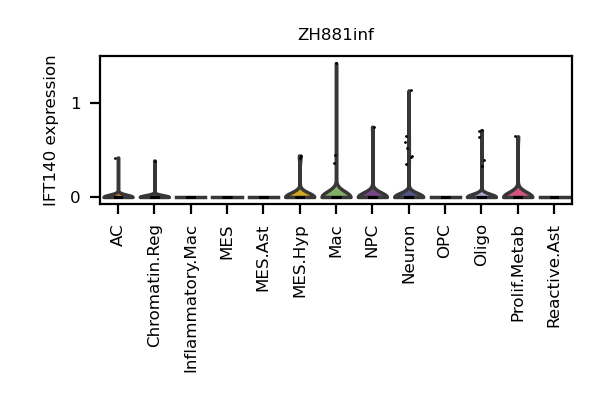 ZH881inf
IFT140 expression
1
0
AC
Chromatin.Reg
Inflammatory.Mac
MES
MES.Ast
MES.Hyp
Mac
NPC
Neuron
OPC
Oligo
Prolif.Metab
Reactive.Ast